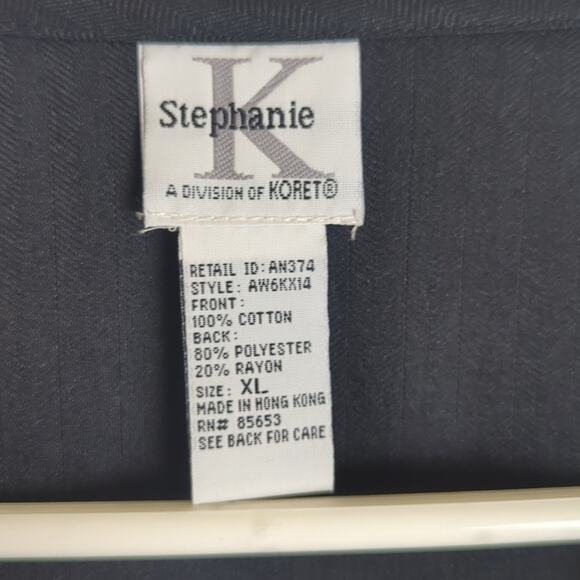 K
Stephanie
A DIVISION OF KORET®
RETAIL ID: AN374
STYLE: AW6KX14
FRONT:
100% COTTON
BACK:
80% POLYESTER
20% RAYON
SIZE: XL
MADE IN HONG KONG
RN# 85653
SEE BACK FOR CARE